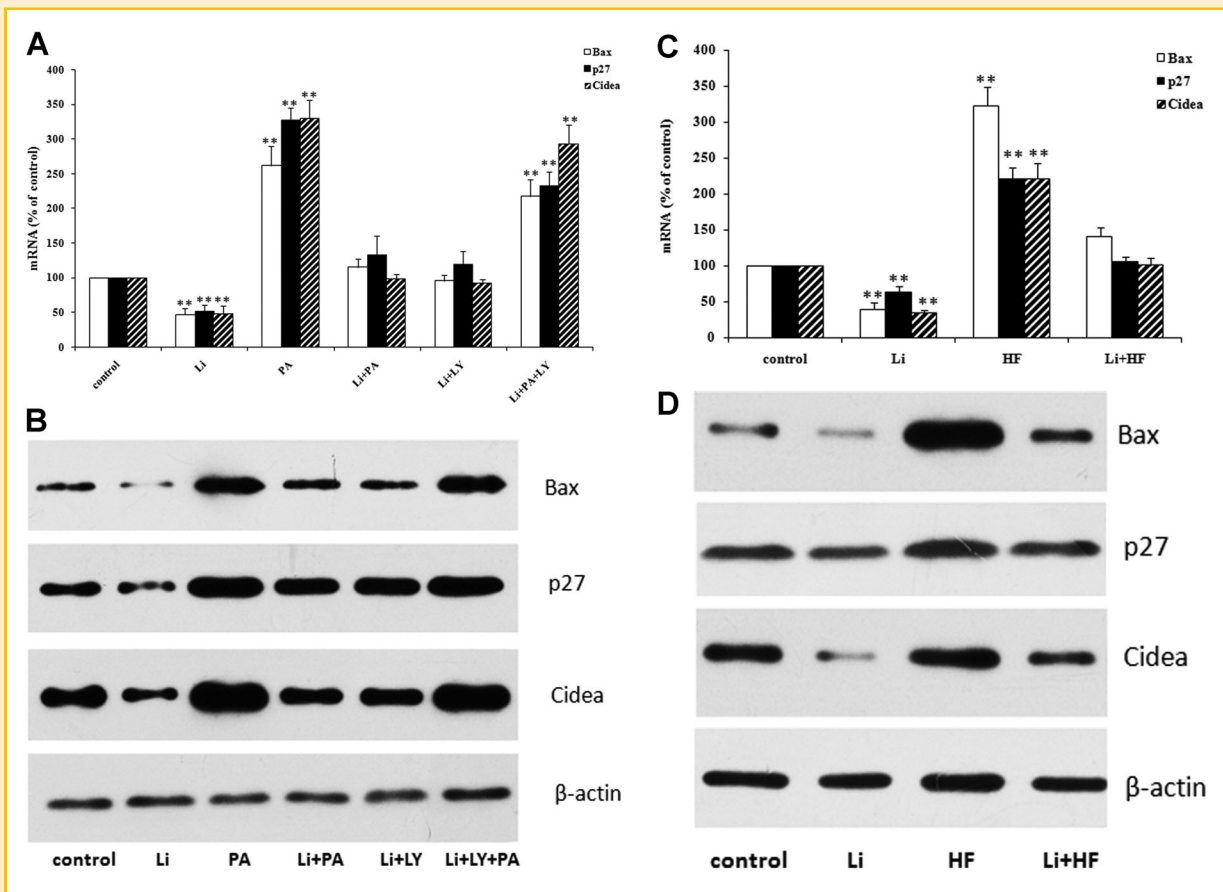 A
mRNA (% of control)
400
350
300
250
200
150
100
50
0
Bax
p27
Cidea
** ** **
** ** **
** ** **
control
Li
PA
Li+PA
Li+LY
Li+PA+LY
B
Bax
p27
Cidea
β-actin
control Li PA Li+PA Li+LY Li+LY+PA
C
mRNA (% of control)
400
350
300
250
200
150
100
50
0
Bax
p27
Cidea
** ** **
** ** **
control Li HF Li+HF
D
Bax
p27
Cidea
β-actin
control Li HF Li+HF